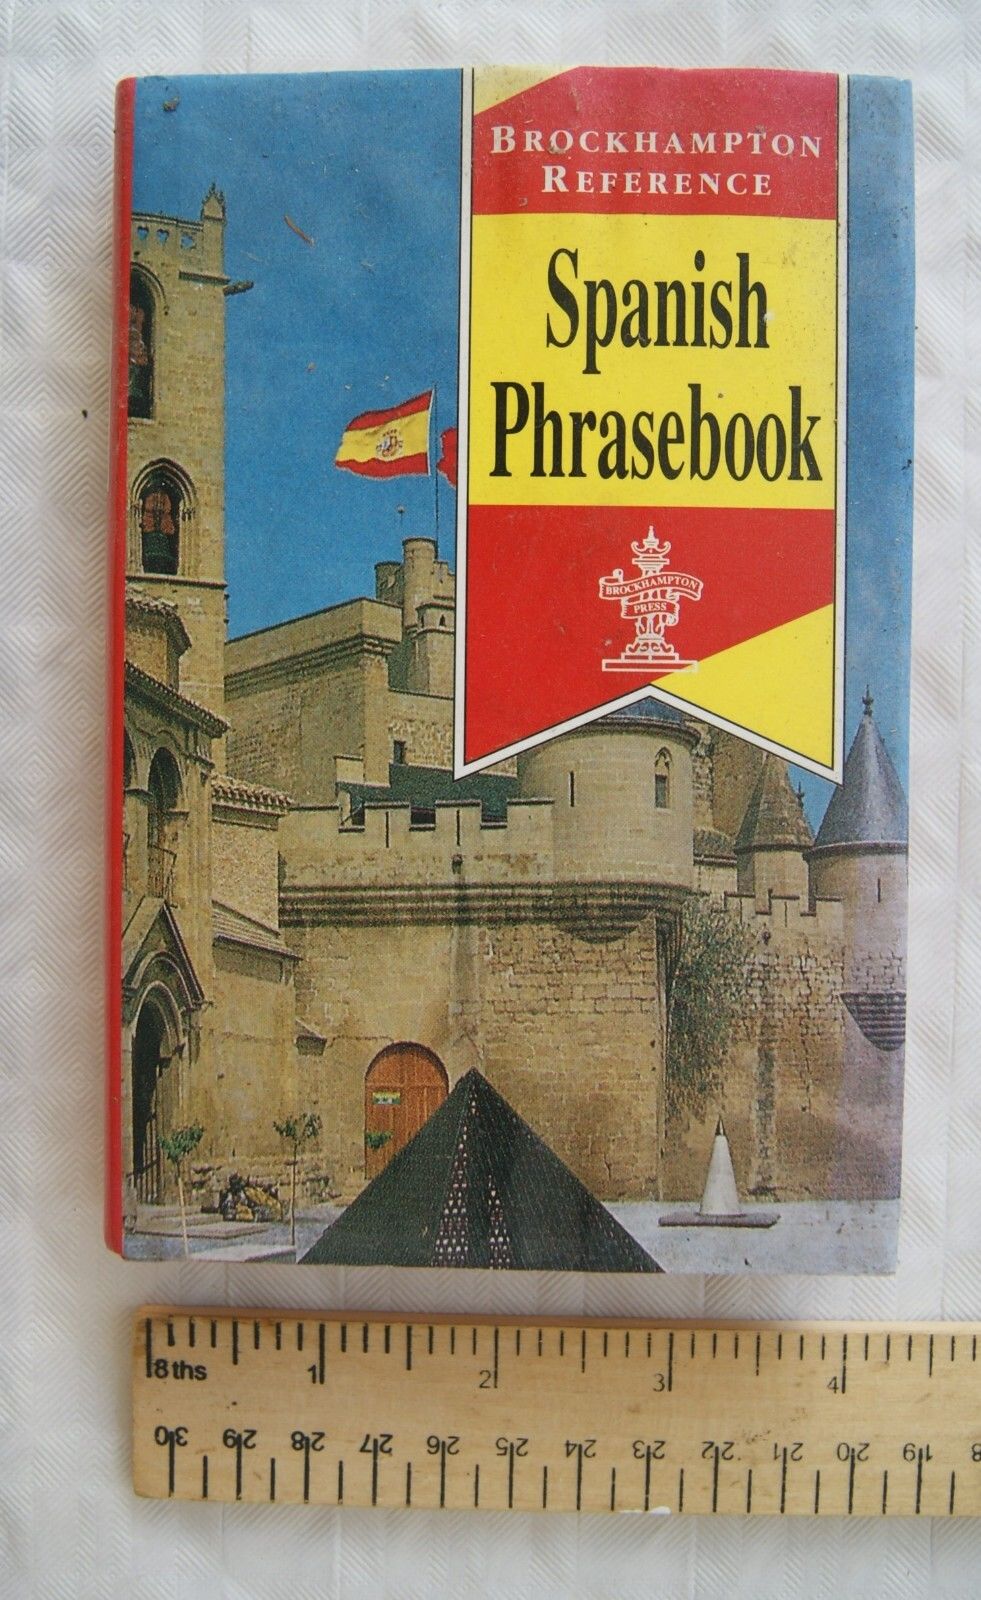 BROCKHAMPTON
REFERENCE
Spanish
Phrasebook
BROCKHAMPTON
PRESS
8ths 1 2 3 4
30 29 28 27 26 25 24 23 22 21 20 19